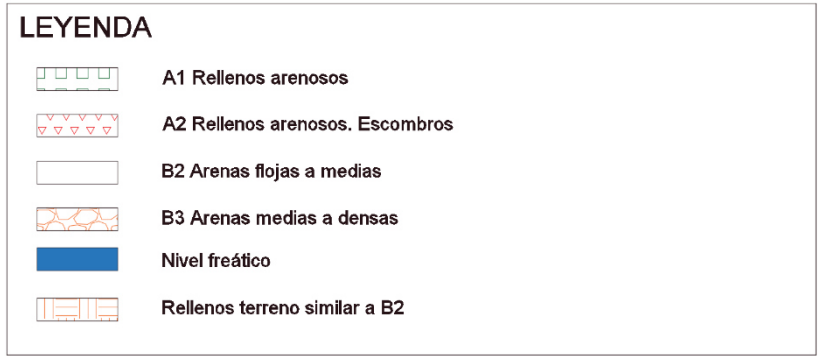 LEYENDA
A1 Rellenos arenosos
A2 Rellenos arenosos. Escombros
B2 Arenas flojas a medias
B3 Arenas medias a densas
Nivel freático
Rellenos terreno similar a B2